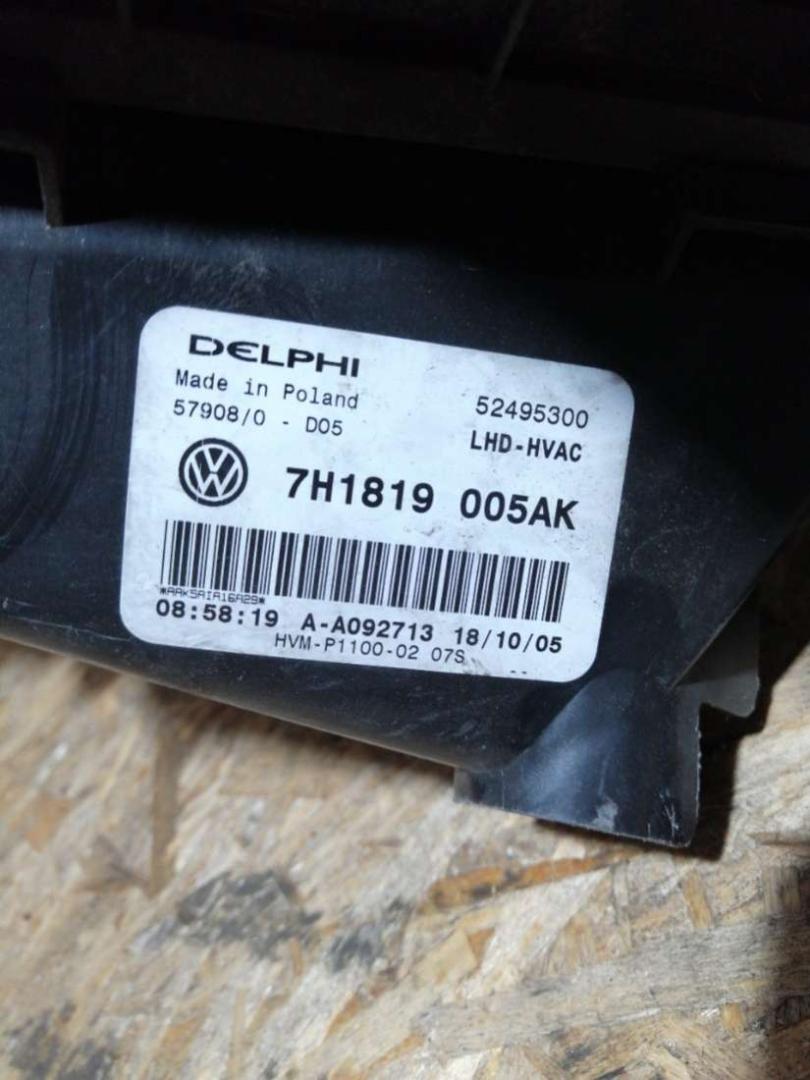 DELPHI
Made in Poland
57908/0 - D05
52495300
LHD-HVAC
7H1819 005AK
*AAK5AIA16A29*
08:58:19 A-A092713 18/10/05
HVM-P1100-02 07S